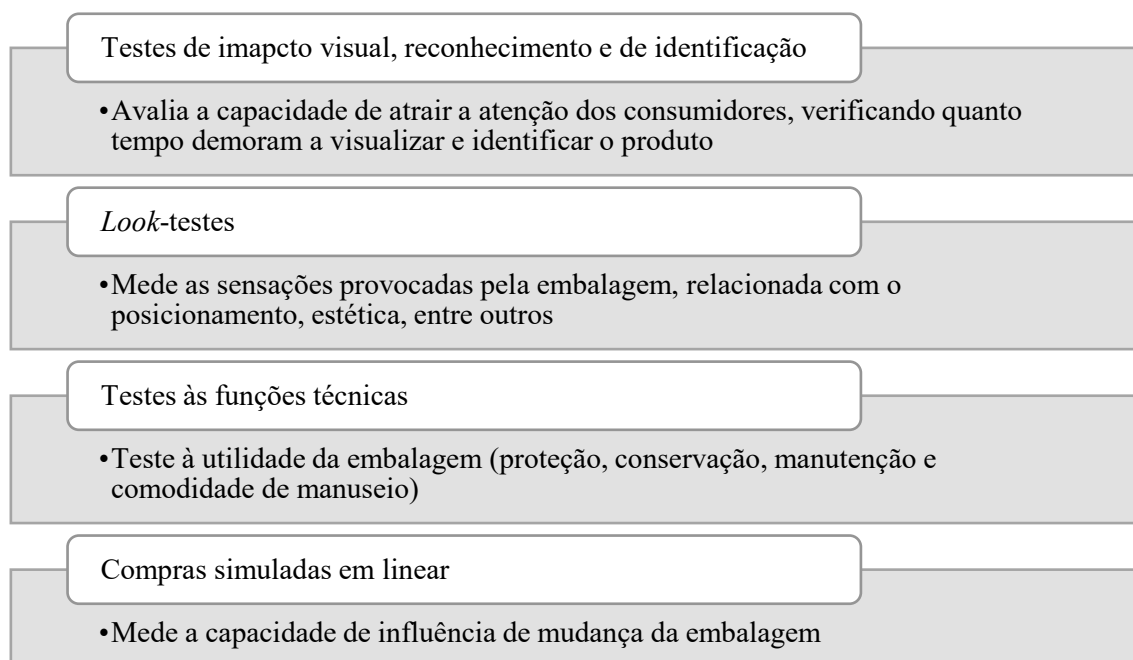 Testes de imapcto visual, reconhecimento e de identificação
•Avalia a capacidade de atrair a atenção dos consumidores, verificando quanto
tempo demoram a visualizar e identificar o produto
Look-testes
•Mede as sensações provocadas pela embalagem, relacionada com o
posicionamento, estética, entre outros
Testes às funções técnicas
•Teste à utilidade da embalagem (proteção, conservação, manutenção e
comodidade de manuseio)
Compras simuladas em linear
•Mede a capacidade de influência de mudança da embalagem